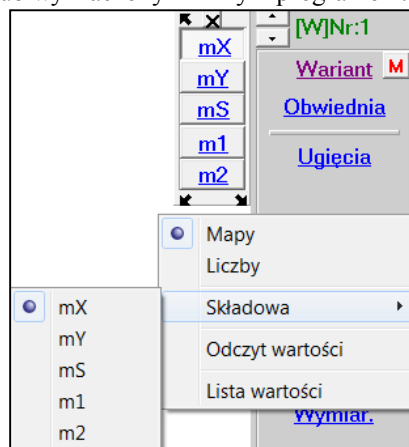 [W]Nr:1
mX
Wariant M
mY
mS
Obwiednia
m1
Ugięcia
m2
Mapy
Liczby
Składowa
mX
mY
Odczyt wartości
mS
Lista wartości
m1
Wymiar.
m2